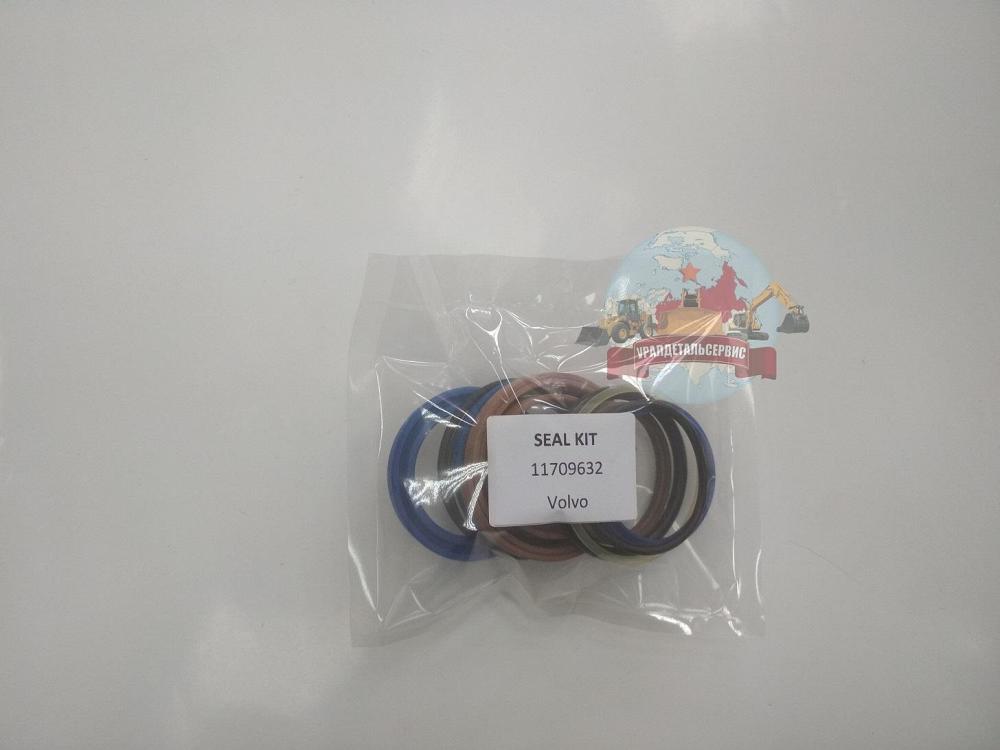 УРАЛДЕТАЛЬСЕРВИС
SEAL KIT
11709632
Volvo